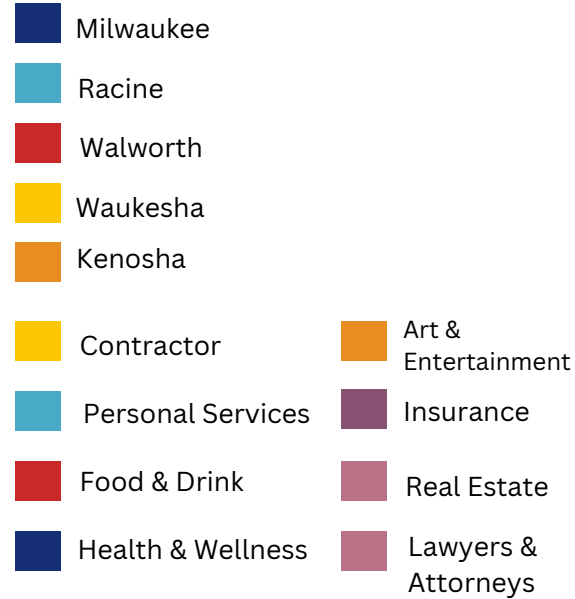 Milwaukee
Racine
Walworth
Waukesha
Kenosha
Contractor
Personal Services
Food & Drink
Health & Wellness
Art &
Entertainment
Insurance
Real Estate
Lawyers &
Attorneys